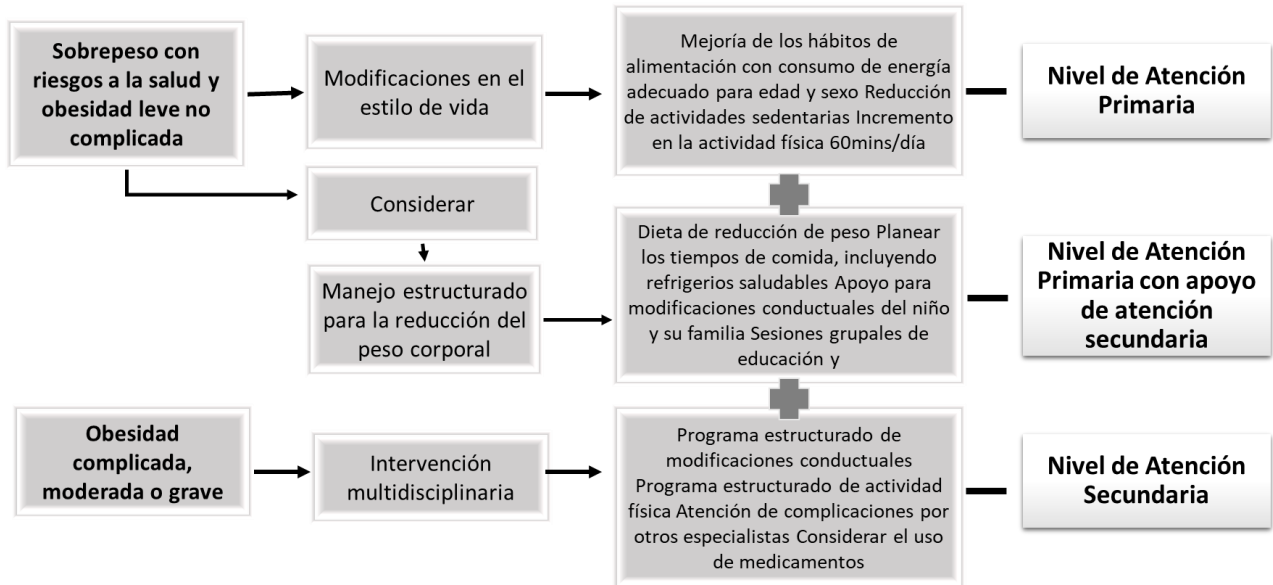 Sobrepeso con
riesgos a la salud y
obesidad leve no
complicada
Modificaciones en el
estilo de vida
Mejoría de los hábitos de
alimentación con consumo de energía
adecuado para edad y sexo Reducción
de actividades sedentarias Incremento
en la actividad física 60mins/día
Nivel de Atención
Primaria
Considerar
Manejo estructurado
para la reducción del
peso corporal
Dieta de reducción de peso Planear
los tiempos de comida, incluyendo
refrigerios saludables Apoyo para
modificaciones conductuales del niño
y su familia Sesiones grupales de
educación y
Nivel de Atención
Primaria con apoyo
de atención
secundaria
Obesidad
complicada,
moderada o grave
Intervención
multidisciplinaria
Programa estructurado de
modificaciones conductuales
Programa estructurado de actividad
física Atención de complicaciones por
otros especialistas Considerar el uso
de medicamentos
Nivel de Atención
Secundaria